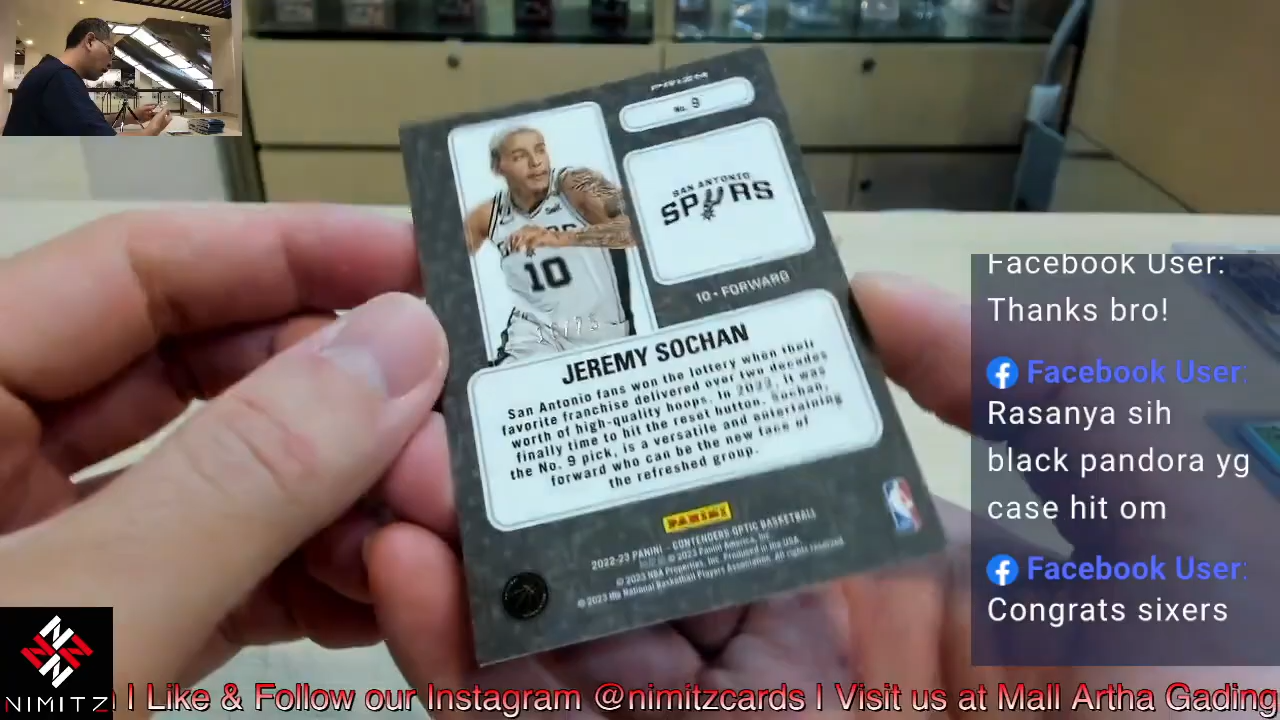 PRIZM
No. 9
SAN ANTONIO
SPURS
10 • FORWARD
10
/25
JEREMY SOCHAN
San Antonio fans won the lottery when their
favorite franchise delivered over two decades
worth of high-quality hoops. In 2023, it was
finally time to hit the reset button. Sochan,
the No. 9 pick, is a versatile and entertaining
forward who can be the new face of
the refreshed group.
PANINI
2022-23 PANINI - CONTENDERS OPTIC BASKETBALL
© 2023 Panini America, Inc.
© 2023 NBA Properties, Inc. Produced in the USA.
© 2023 the National Basketball Players Association. All rights reserved
Facebook User:
Thanks bro!
Facebook User:
Rasanya sih
black pandora yg
case hit om
Facebook User:
Congrats sixers
NIMITZ
I Like & Follow our Instagram @nimitzcards I Visit us at Mall Artha Gading